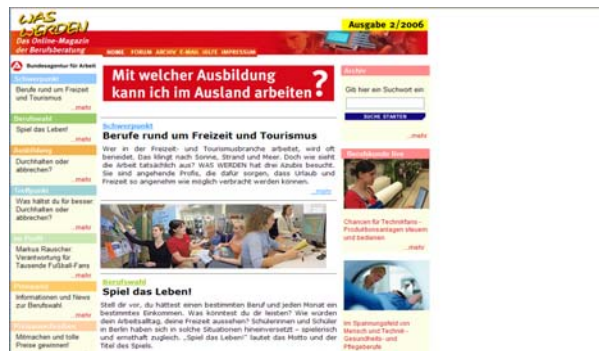 WAS
WERDEN
Das Online-Magazin
der Berufsberatung
Ausgabe 2/2006
HOME FORUM ARCHIV E-MAIL HILFE IMPRESSUM
Bundesagentur für Arbeit
Schwerpunkt
Berufe rund um Freizeit
und Tourismus
...mehr
Berufswahl
Spiel das Leben!
...mehr
Ausbildung
Durchhalten oder
abbrechen?
...mehr
Treffpunkt
Was hältst du für besser:
Durchhalten oder
abbrechen?
...mehr
Im Profil
Markus Rauscher:
Verantwortung für
Tausende Fußball-Fans
...mehr
Pinnwand
Informationen und News
zur Berufswahl
...mehr
Mitmachen und tolle
Preise gewinnen!
Mit welcher Ausbildung
kann ich im Ausland arbeiten?
Schwerpunkt
Berufe rund um Freizeit und Tourismus
Wer in der Freizeit- und Tourismusbranche arbeitet, wird oft
beneidet. Das klingt nach Sonne, Strand und Meer. Doch wie sieht
die Arbeit tatsächlich aus? WAS WERDEN hat drei Azubis besucht.
Sie sind angehende Profis, die dafür sorgen, dass Urlaub und
Freizeit so angenehm wie möglich verbracht werden können.
...mehr
Berufswahl
Spiel das Leben!
Stell dir vor, du hättest einen bestimmten Beruf und jeden Monat ein
bestimmtes Einkommen. Was könntest du dir leisten? Wie würden
dein Arbeitsalltag, deine Freizeit aussehen? Schülerinnen und Schüler
in Berlin haben sich in solche Situationen hineinversetzt – spielerisch
und ernsthaft zugleich. „Spiel das Leben!" lautet das Motto und der
Titel des Spiels.
Archiv
Gib hier ein Suchwort ein
SUCHE STARTEN
...mehr
Berufskunde live
Chancen für Technikfans -
Produktionsanlagen steuern
und bedienen
...mehr
Im Spannungsfeld von
Mensch und Technik -
Gesundheits- und
Pflegeberufe